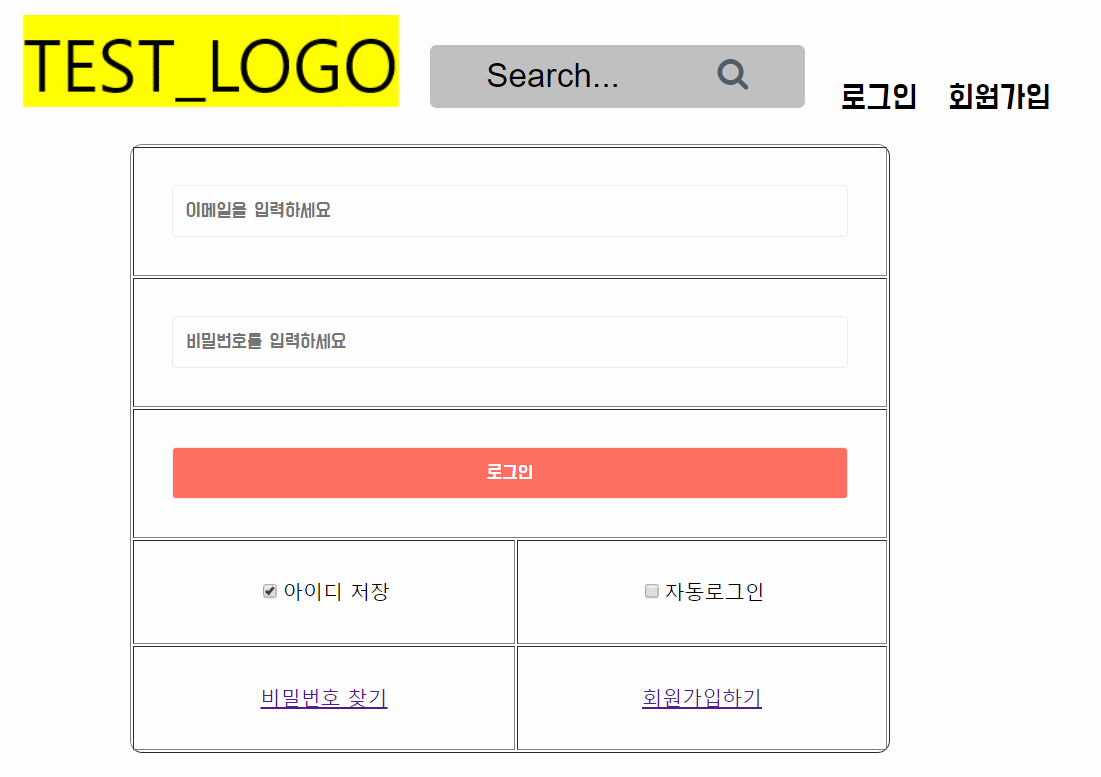 TEST_LOGO
Search...
로그인 회원가입
이메일을 입력하세요
비밀번호를 입력하세요
로그인
아이디 저장 자동로그인
비밀번호 찾기 회원가입하기